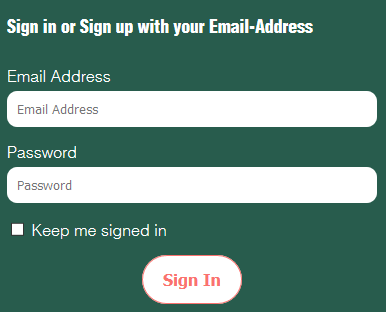 Sign in or Sign up with your Email-Address
Email Address
Email Address
Password
Password
Keep me signed in
Sign In